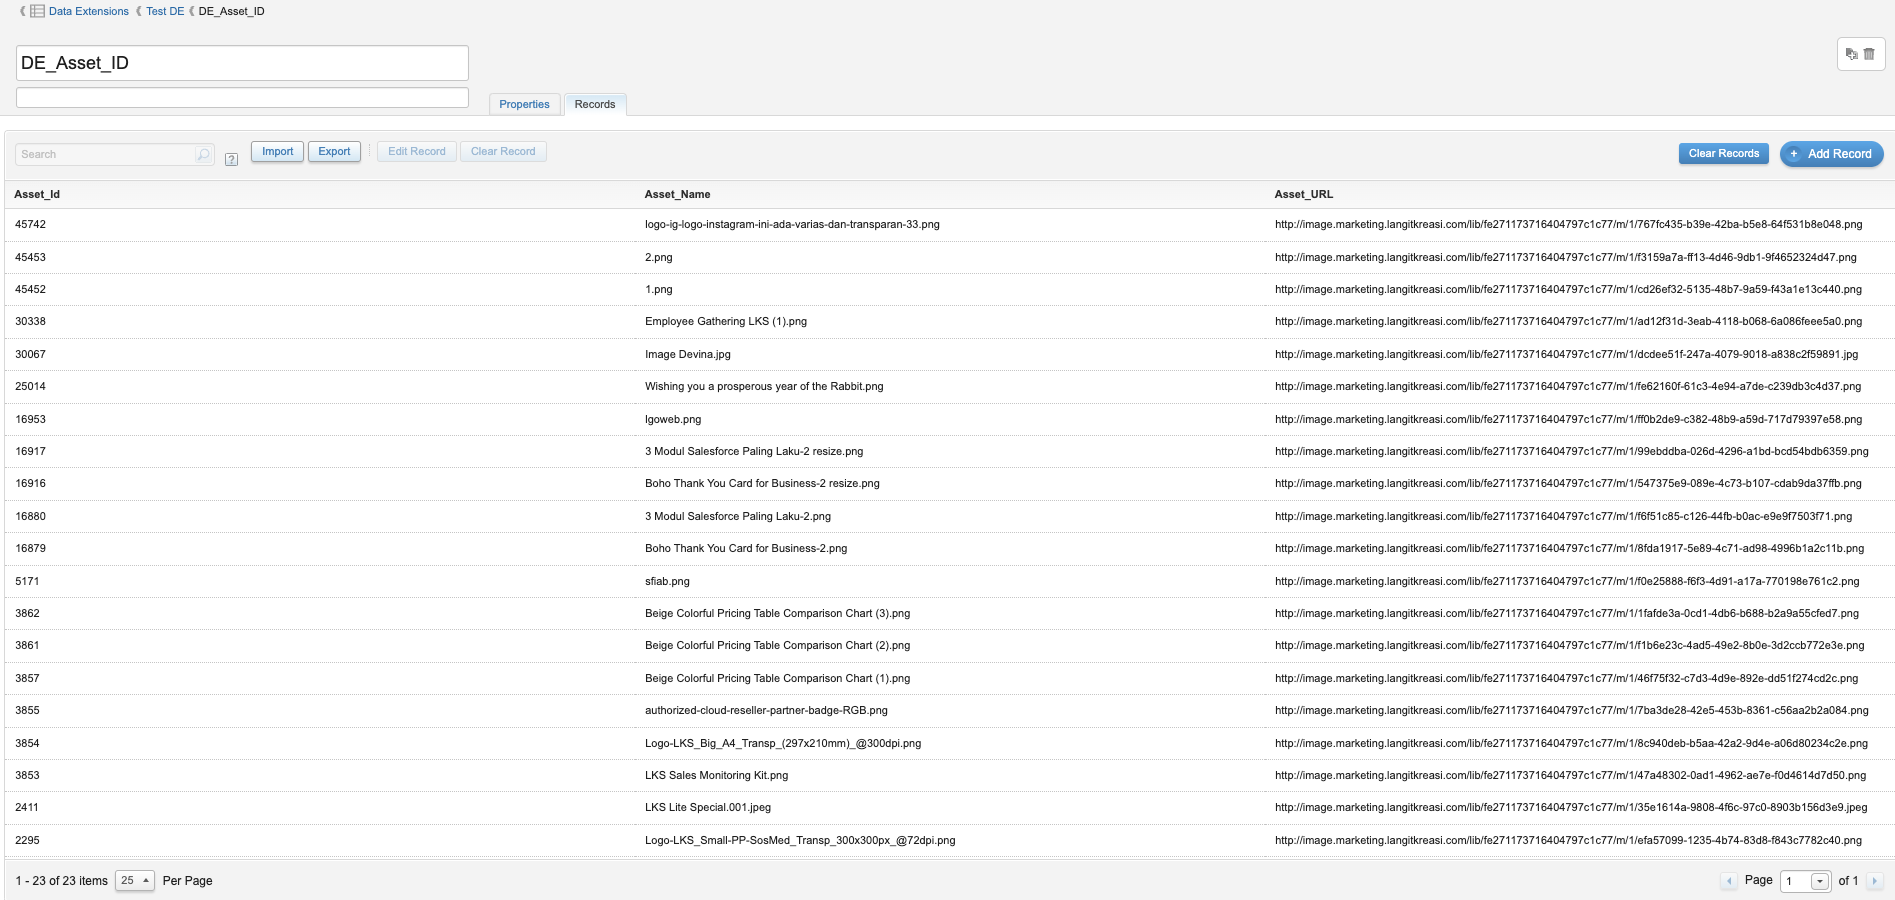 Data Extensions Test DE DE_Asset_ID
DE_Asset_ID
Properties Records
Search ? Import Export Edit Record Clear Record Clear Records + Add Record
Asset_Id Asset_Name Asset_URL
45742 logo-ig-logo-instagram-ini-ada-varias-dan-transparan-33.png http://image.marketing.langitkreasi.com/lib/fe271173716404797c1c77/m/1/767fc435-b39e-42ba-b5e8-64f531b8e048.png
45453 2.png http://image.marketing.langitkreasi.com/lib/fe271173716404797c1c77/m/1/f3159a7a-ff13-4d46-9db1-9f4652324d47.png
45452 1.png http://image.marketing.langitkreasi.com/lib/fe271173716404797c1c77/m/1/cd26ef32-5135-48b7-9a59-f43a1e13c440.png
30338 Employee Gathering LKS (1).png http://image.marketing.langitkreasi.com/lib/fe271173716404797c1c77/m/1/ad12f31d-3eab-4118-b068-6a086feee5a0.png
30067 Image Devina.jpg http://image.marketing.langitkreasi.com/lib/fe271173716404797c1c77/m/1/dcdee51f-247a-4079-9018-a838c2f59891.jpg
25014 Wishing you a prosperous year of the Rabbit.png http://image.marketing.langitkreasi.com/lib/fe271173716404797c1c77/m/1/fe62160f-61c3-4e94-a7de-c239db3c4d37.png
16953 lgoweb.png http://image.marketing.langitkreasi.com/lib/fe271173716404797c1c77/m/1/ff0b2de9-c382-48b9-a59d-717d79397e58.png
16917 3 Modul Salesforce Paling Laku-2 resize.png http://image.marketing.langitkreasi.com/lib/fe271173716404797c1c77/m/1/99ebddba-026d-4296-a1bd-bcd54bdb6359.png
16916 Boho Thank You Card for Business-2 resize.png http://image.marketing.langitkreasi.com/lib/fe271173716404797c1c77/m/1/547375e9-089e-4c73-b107-cdab9da37ffb.png
16880 3 Modul Salesforce Paling Laku-2.png http://image.marketing.langitkreasi.com/lib/fe271173716404797c1c77/m/1/f6f51c85-c126-44fb-b0ac-e9e9f7503f71.png
16879 Boho Thank You Card for Business-2.png http://image.marketing.langitkreasi.com/lib/fe271173716404797c1c77/m/1/8fda1917-5e89-4c71-ad98-4996b1a2c11b.png
5171 sfiab.png http://image.marketing.langitkreasi.com/lib/fe271173716404797c1c77/m/1/f0e25888-f6f3-4d91-a17a-770198e761c2.png
3862 Beige Colorful Pricing Table Comparison Chart (3).png http://image.marketing.langitkreasi.com/lib/fe271173716404797c1c77/m/1/1fafde3a-0cd1-4db6-b688-b2a9a55cfed7.png
3861 Beige Colorful Pricing Table Comparison Chart (2).png http://image.marketing.langitkreasi.com/lib/fe271173716404797c1c77/m/1/f1b6e23c-4ad5-49e2-8b0e-3d2ccb772e3e.png
3857 Beige Colorful Pricing Table Comparison Chart (1).png http://image.marketing.langitkreasi.com/lib/fe271173716404797c1c77/m/1/46f75f32-c7d3-4d9e-892e-dd51f274cd2c.png
3855 authorized-cloud-reseller-partner-badge-RGB.png http://image.marketing.langitkreasi.com/lib/fe271173716404797c1c77/m/1/7ba3de28-42e5-453b-8361-c56aa2b2a084.png
3854 Logo-LKS_Big_A4_Transp_(297x210mm)_@300dpi.png http://image.marketing.langitkreasi.com/lib/fe271173716404797c1c77/m/1/8c940deb-b5aa-42a2-9d4e-a06d80234c2e.png
3853 LKS Sales Monitoring Kit.png http://image.marketing.langitkreasi.com/lib/fe271173716404797c1c77/m/1/47a48302-0ad1-4962-ae7e-f0d4614d7d50.png
2411 LKS Lite Special.001.jpeg http://image.marketing.langitkreasi.com/lib/fe271173716404797c1c77/m/1/35e1614a-9808-4f6c-97c0-8903b156d3e9.jpeg
2295 Logo-LKS_Small-PP-SosMed_Transp_300x300px_@72dpi.png http://image.marketing.langitkreasi.com/lib/fe271173716404797c1c77/m/1/efa57099-1235-4b74-83d8-f843c7782c40.png
1 - 23 of 23 items 25 Per Page Page 1 of 1